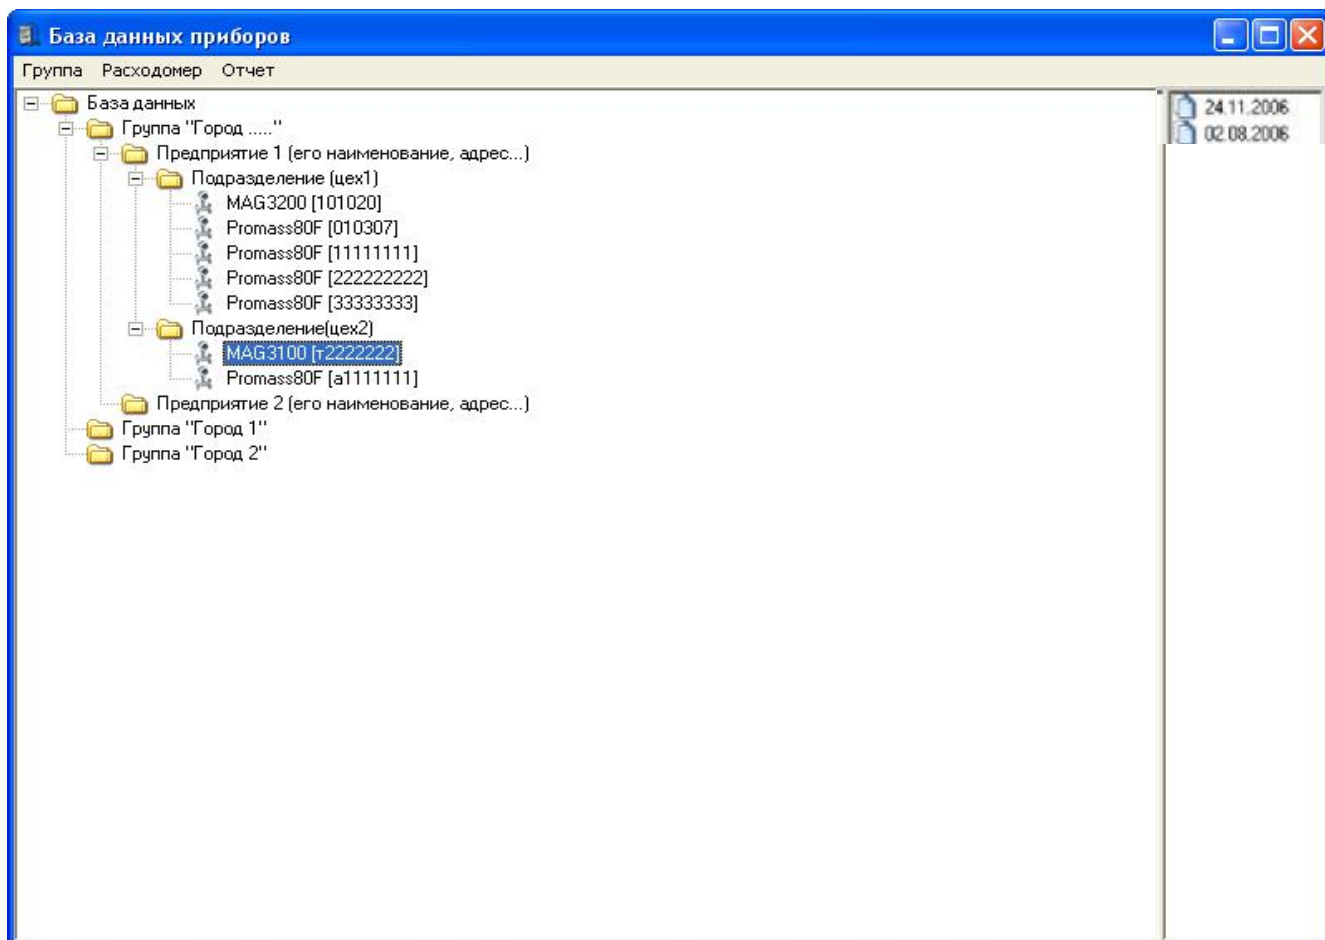 База данных приборов
Группа Расходомер Отчет
База данных
Группа "Город ....."
Предприятие 1 (его наименование, адрес...)
Подразделение (цех1)
MAG3200 [101020]
Promass80F [010307]
Promass80F [11111111]
Promass80F [222222222]
Promass80F [33333333]
Подразделение(цех2)
MAG3100 [т2222222]
Promass80F [a1111111]
Предприятие 2 (его наименование, адрес...)
Группа "Город 1"
Группа "Город 2"
24.11.2006
02.08.2006